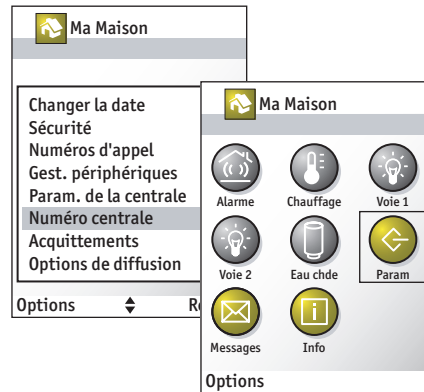 Ma Maison
Changer la date
Sécurité
Numéros d'appel
Gest. périphériques
Param. de la centrale
Numéro centrale
Acquittements
Options de diffusion
Options
Ma Maison
Alarme Chauffage Voie 1
Voie 2 Eau chde Param
Messages Info
Options